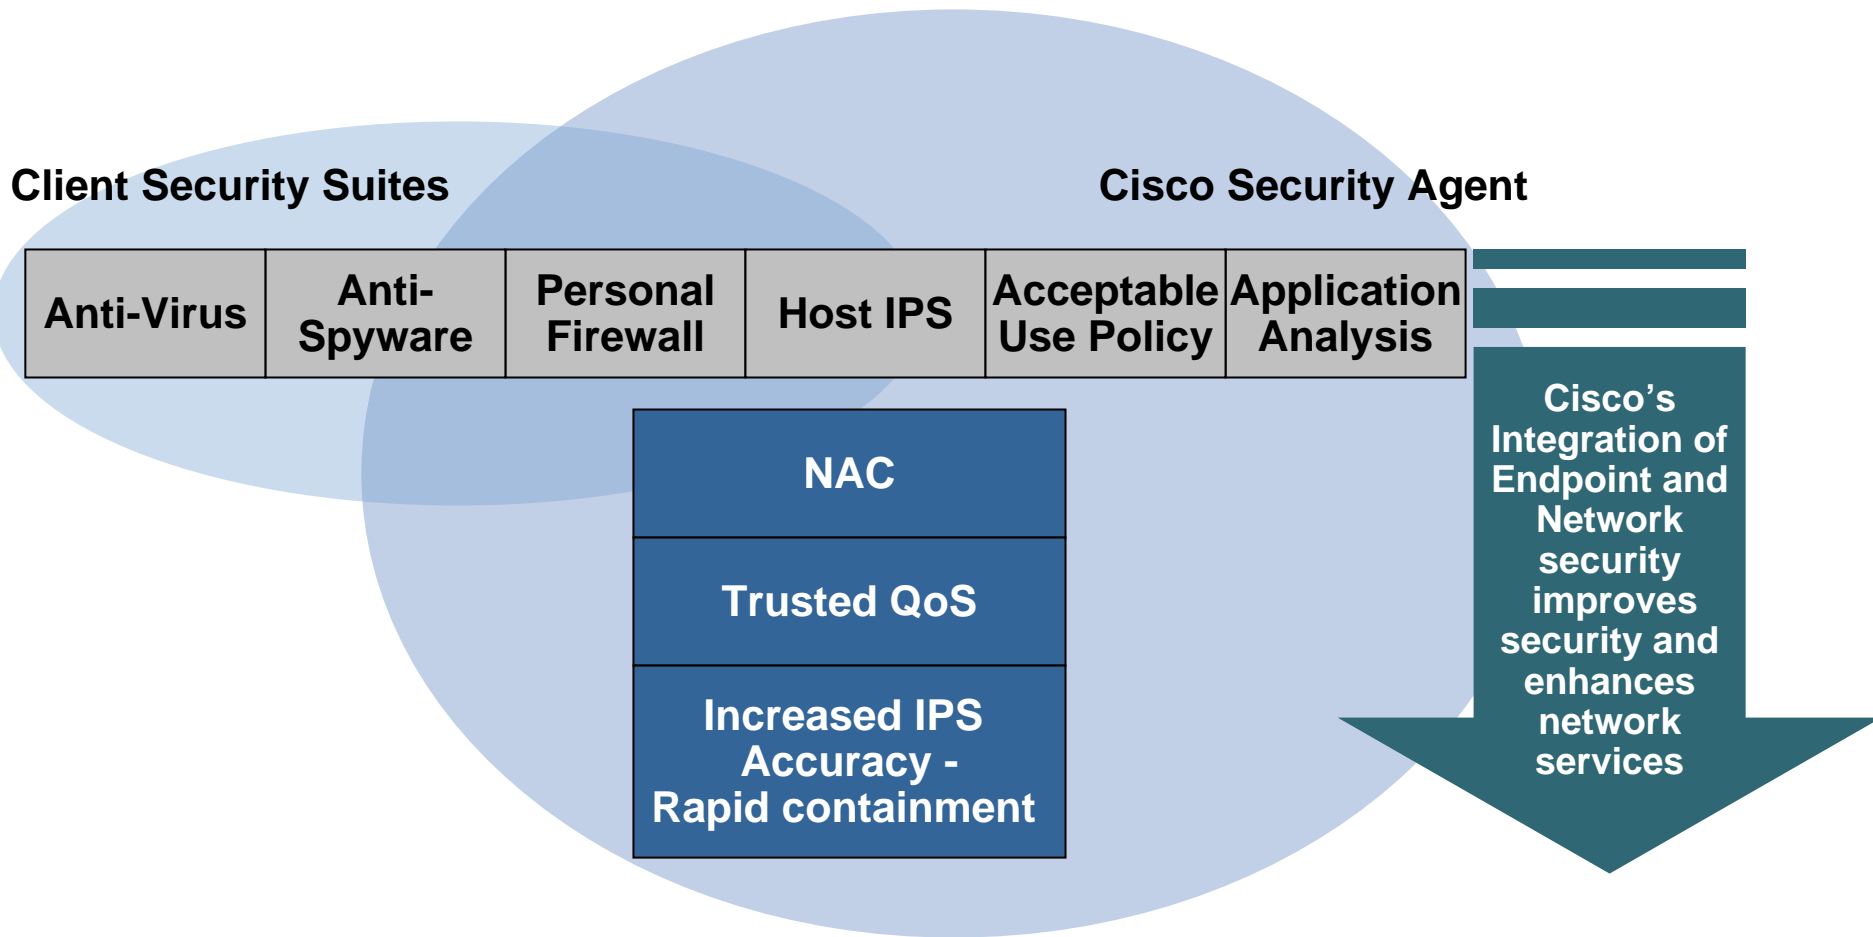 Client Security Suites
Cisco Security Agent
Anti-Virus
Anti-
Spyware
Personal
Firewall
Host IPS
Acceptable
Use Policy
Application
Analysis
NAC
Trusted QoS
Increased IPS
Accuracy -
Rapid containment
Cisco’s
Integration of
Endpoint and
Network
security
improves
security and
enhances
network
services